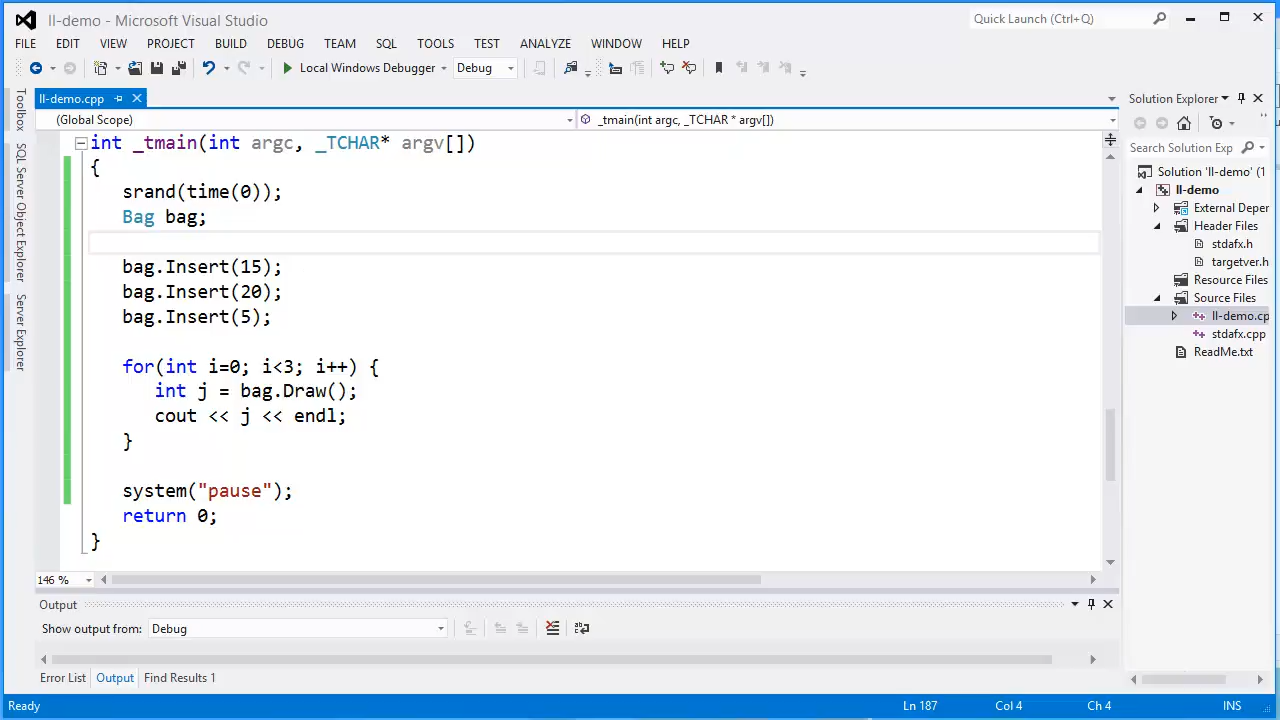 ll-demo - Microsoft Visual Studio
Quick Launch (Ctrl+Q)
FILE EDIT VIEW PROJECT BUILD DEBUG TEAM SQL TOOLS TEST ANALYZE WINDOW HELP
Local Windows Debugger Debug
ll-demo.cpp
(Global Scope) _tmain(int argc, _TCHAR * argv[])
int _tmain(int argc, _TCHAR* argv[])
{
srand(time(0));
Bag bag;
bag.Insert(15);
bag.Insert(20);
bag.Insert(5);
for(int i=0; i<3; i++) {
int j = bag.Draw();
cout << j << endl;
}
system("pause");
return 0;
}
146 %
Toolbox
SQL Server Object Explorer
Server Explorer
Solution Explorer
Search Solution Exp
Solution 'll-demo' (1
ll-demo
External Deper
Header Files
stdafx.h
targetver.h
Resource Files
Source Files
ll-demo.cp
stdafx.cpp
ReadMe.txt
Output
Show output from: Debug
Error List Output Find Results 1
Ready Ln 187 Col 4 Ch 4 INS